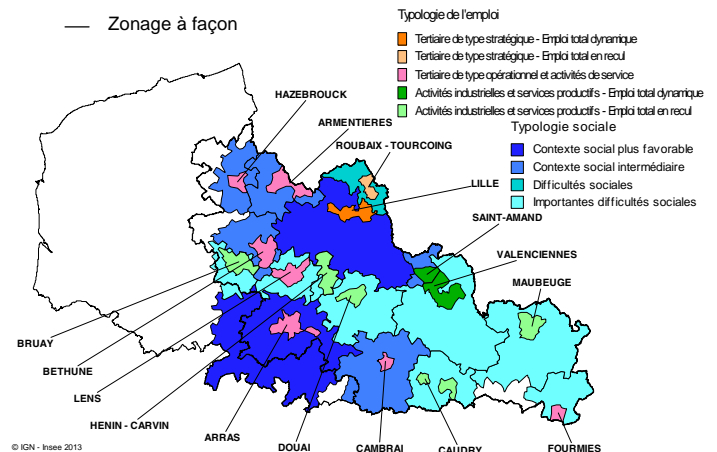 Zonage à façon
Typologie de l'emploi
Tertiaire de type stratégique - Emploi total dynamique
Tertiaire de type stratégique - Emploi total en recul
Tertiaire de type opérationnel et activités de service
Activités industrielles et services productifs - Emploi total dynamique
Activités industrielles et services productifs - Emploi total en recul
Typologie sociale
Contexte social plus favorable
Contexte social intermédiaire
Difficultés sociales
Importantes difficultés sociales
HAZEBROUCK
ARMENTIERES
ROUBAIX - TOURCOING
LILLE
SAINT-AMAND
VALENCIENNES
MAUBEUGE
BRUAY
BETHUNE
LENS
HENIN - CARVIN
ARRAS
DOUAI
CAMBRAI
CAUDRY
FOURMIES
© IGN - Insee 2013